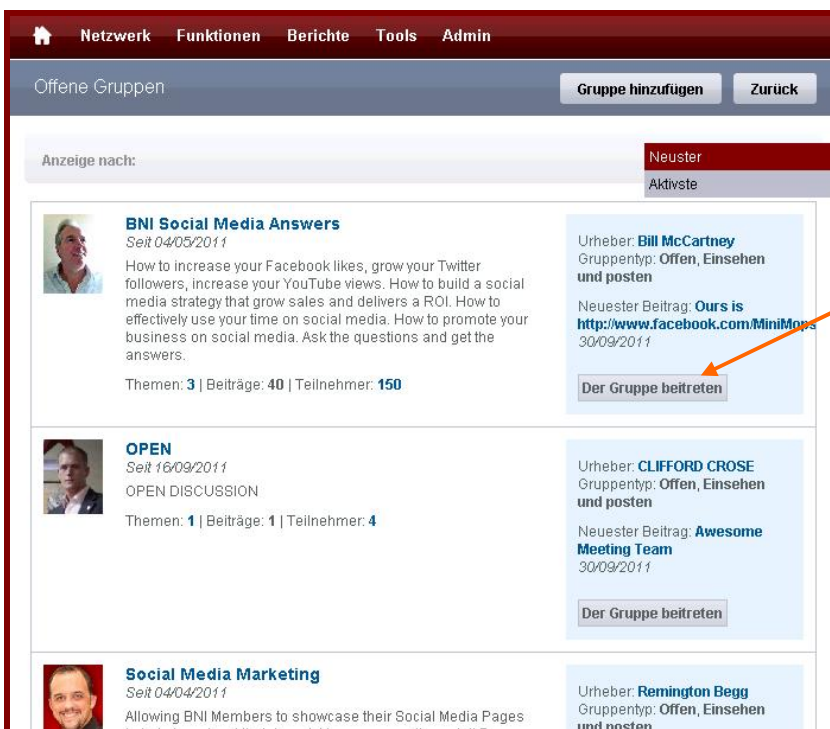 Netzwerk Funktionen Berichte Tools Admin
Offene Gruppen
Gruppe hinzufügen Zurück
Anzeige nach:
Neuster
Aktivste
BNI Social Media Answers
Seit 04/05/2011
How to increase your Facebook likes, grow your Twitter
followers, increase your YouTube views. How to build a social
media strategy that grow sales and delivers a ROI. How to
effectively use your time on social media. How to promote your
business on social media. Ask the questions and get the
answers.
Themen: 3 | Beiträge: 40 | Teilnehmer: 150
Urheber: Bill McCartney
Gruppentyp: Offen, Einsehen
und posten
Neuester Beitrag: Ours is
http://www.facebook.com/MiniMops
30/09/2011
Der Gruppe beitreten
OPEN
Seit 16/09/2011
OPEN DISCUSSION
Themen: 1 | Beiträge: 1 | Teilnehmer: 4
Urheber: CLIFFORD CROSE
Gruppentyp: Offen, Einsehen
und posten
Neuester Beitrag: Awesome
Meeting Team
30/09/2011
Der Gruppe beitreten
Social Media Marketing
Seit 04/04/2011
Allowing BNI Members to showcase their Social Media Pages
Urheber: Remington Begg
Gruppentyp: Offen, Einsehen
und posten